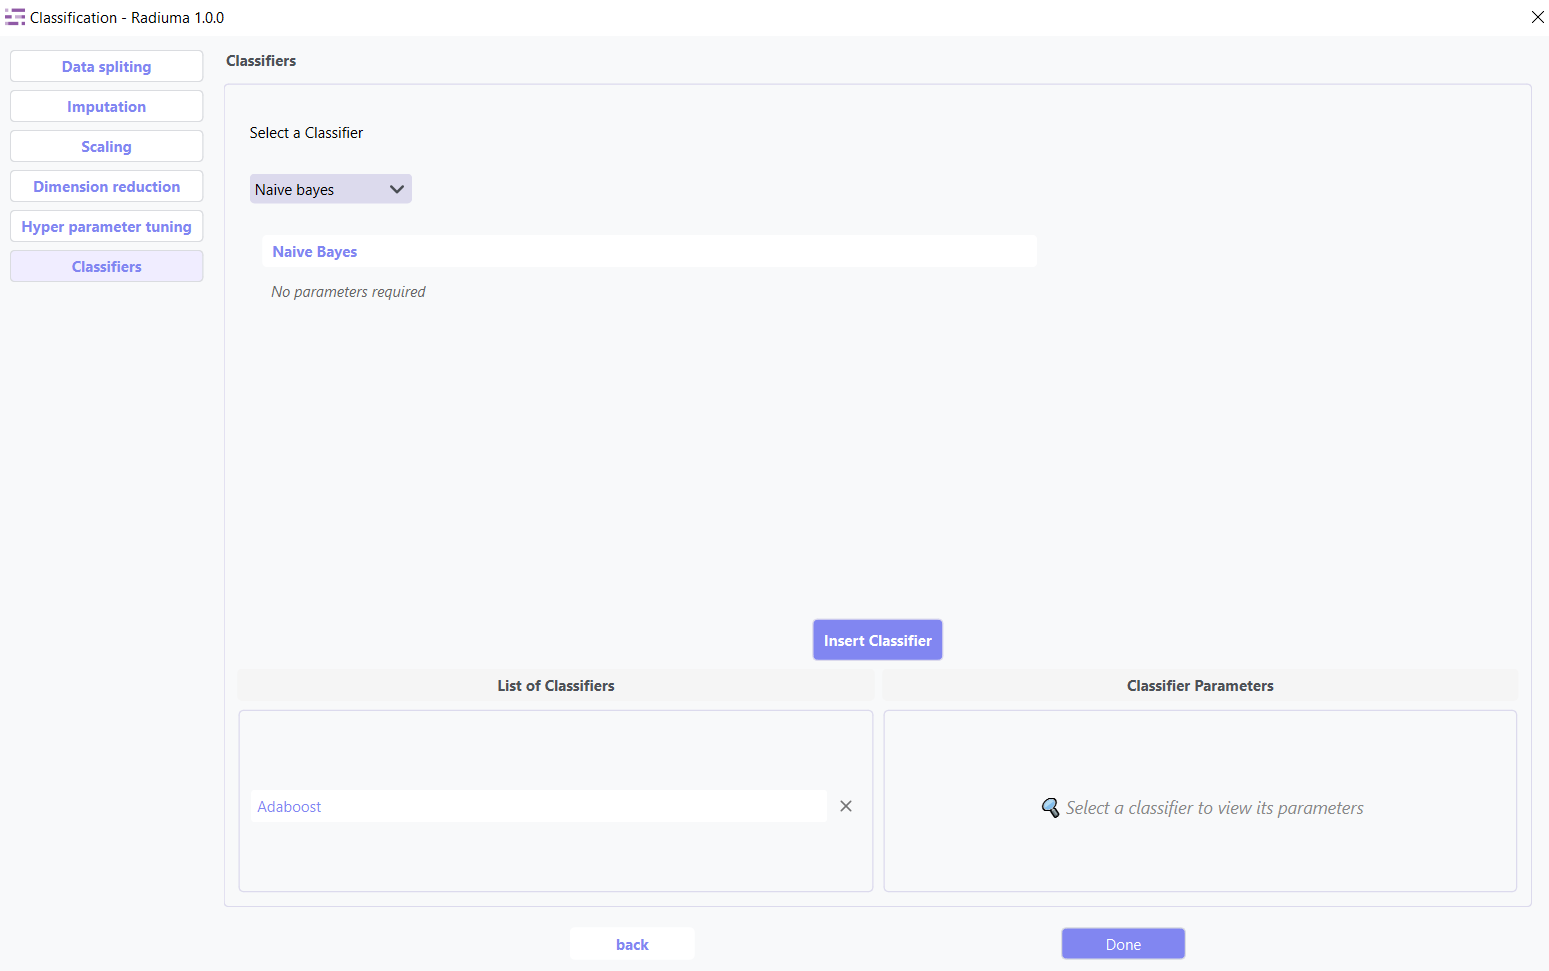 Classification - Radiuma 1.0.0
Data spliting
Imputation
Scaling
Dimension reduction
Hyper parameter tuning
Classifiers
Classifiers
Select a Classifier
Naive bayes
Naive Bayes
No parameters required
Insert Classifier
List of Classifiers
Classifier Parameters
Adaboost
Select a classifier to view its parameters
back
Done